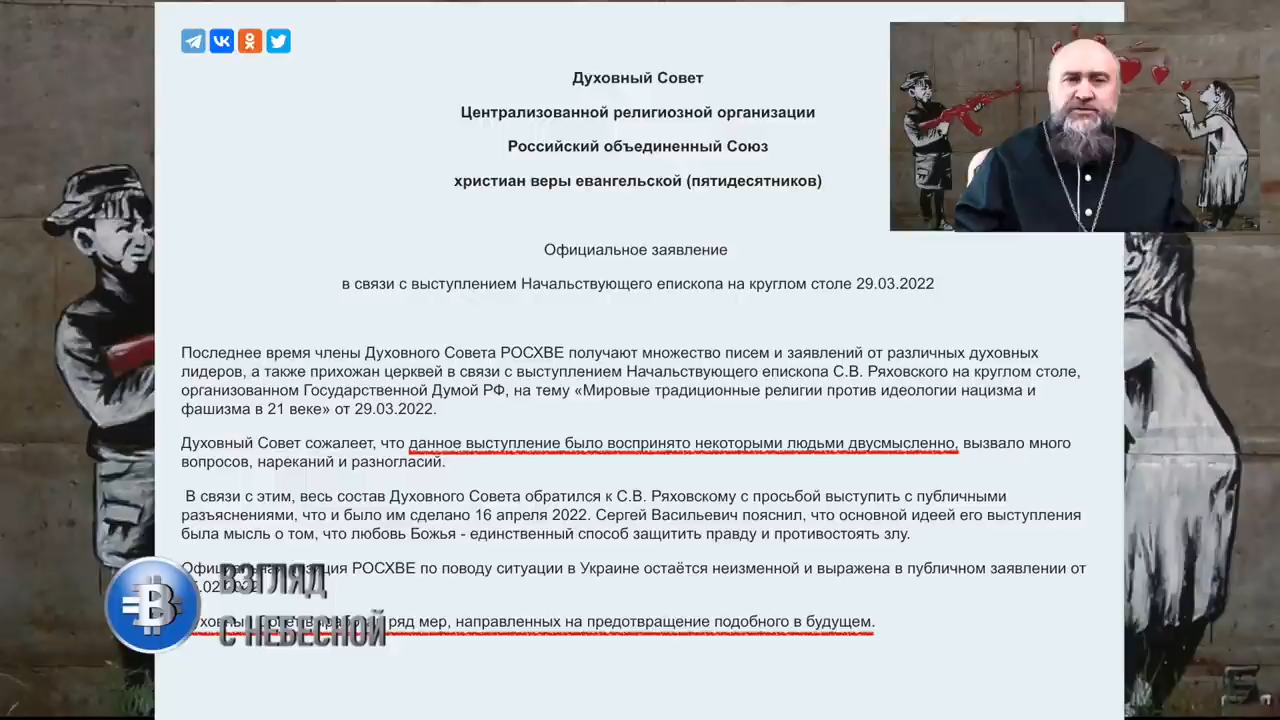 Духовный Совет
Централизованной религиозной организации
Российский объединенный Союз
христиан веры евангельской (пятидесятников)
Официальное заявление
в связи с выступлением Начальствующего епископа на круглом столе 29.03.2022
Последнее время члены Духовного Совета РОСХВЕ получают множество писем и заявлений от различных духовных
лидеров, а также прихожан церквей в связи с выступлением Начальствующего епископа С.В. Ряховского на круглом столе,
организованном Государственной Думой РФ, на тему «Мировые традиционные религии против идеологии нацизма и
фашизма в 21 веке» от 29.03.2022.
Духовный Совет сожалеет, что данное выступление было воспринято некоторыми людьми двусмысленно, вызвало много
вопросов, нареканий и разногласий.
В связи с этим, весь состав Духовного Совета обратился к С.В. Ряховскому с просьбой выступить с публичными
разъяснениями, что и было им сделано 16 апреля 2022. Сергей Васильевич пояснил, что основной идеей его выступления
была мысль о том, что любовь Божья - единственный способ защитить правду и противостоять злу.
РОСХВЕ по поводу ситуации в Украине остаётся неизменной и выражена в публичном заявлении от
ряд мер, направленных на предотвращение подобного в будущем.
ВЗГЛЯД
С НЕБЕСНОЙ